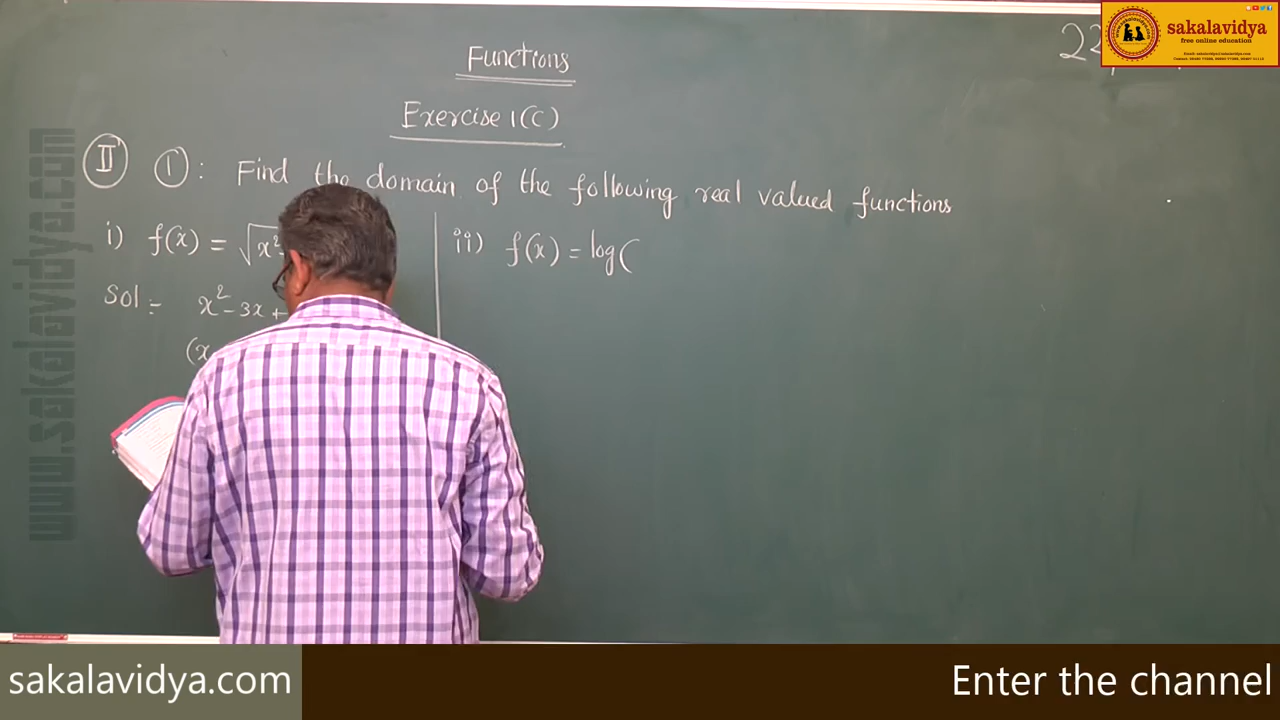 Functions
Exercise 1(C)
II 1 : Find the domain of the following real valued functions
i) f(x) = √x²-
Sol :- x² - 3x +
(x
ii) f(x) = log(
22
sakalavidya
free online education
www.sakalavidya.com
sakalavidya.com
Enter the channel